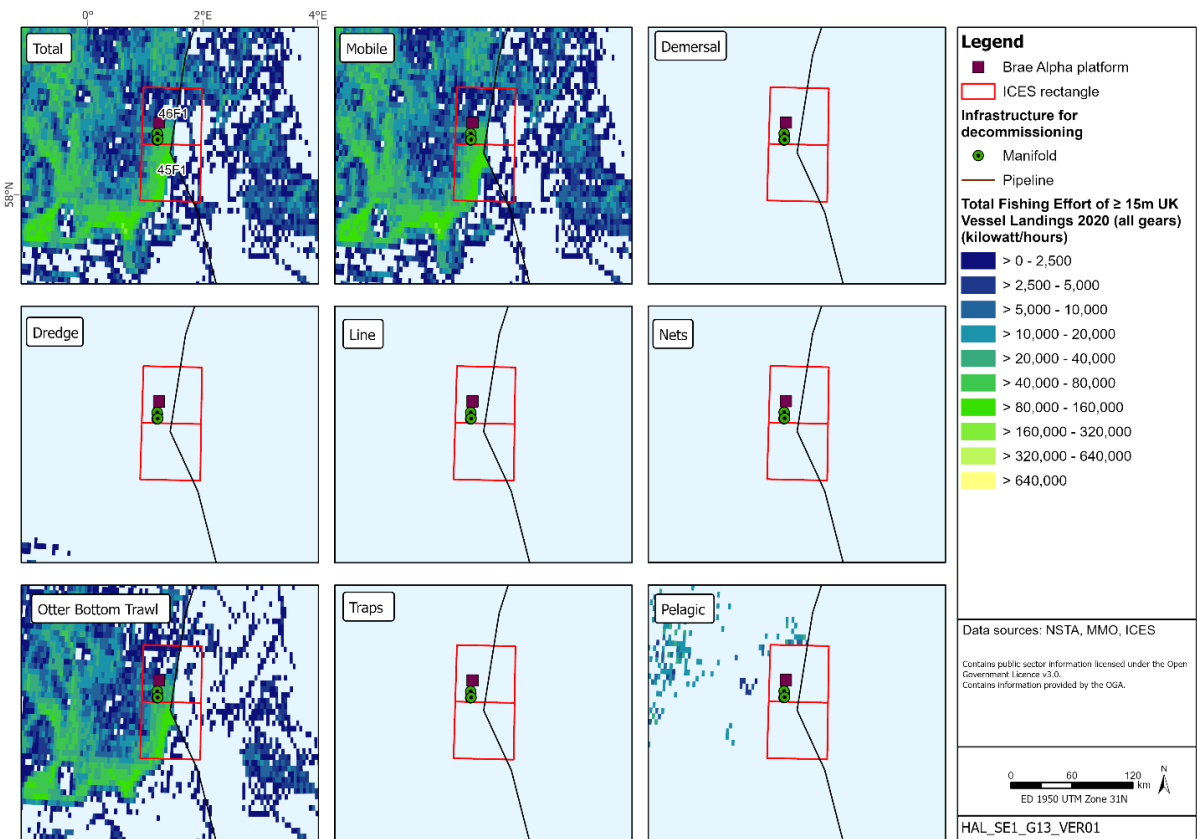 0° 2°E 4°E
58°N
Total
46F1
45F1
Mobile
Demersal
Dredge
Line
Nets
Otter Bottom Trawl
Traps
Pelagic
Legend
Brae Alpha platform
ICES rectangle
Infrastructure for
decommissioning
Manifold
Pipeline
Total Fishing Effort of ≥ 15m UK
Vessel Landings 2020 (all gears)
(kilowatt/hours)
> 0 - 2,500
> 2,500 - 5,000
> 5,000 - 10,000
> 10,000 - 20,000
> 20,000 - 40,000
> 40,000 - 80,000
> 80,000 - 160,000
> 160,000 - 320,000
> 320,000 - 640,000
> 640,000
Data sources: NSTA, MMO, ICES
Contains public sector information licensed under the Open
Government Licence v3.0.
Contains information provided by the OGA.
0 60 120
km
N
ED 1950 UTM Zone 31N
HAL_SE1_G13_VER01